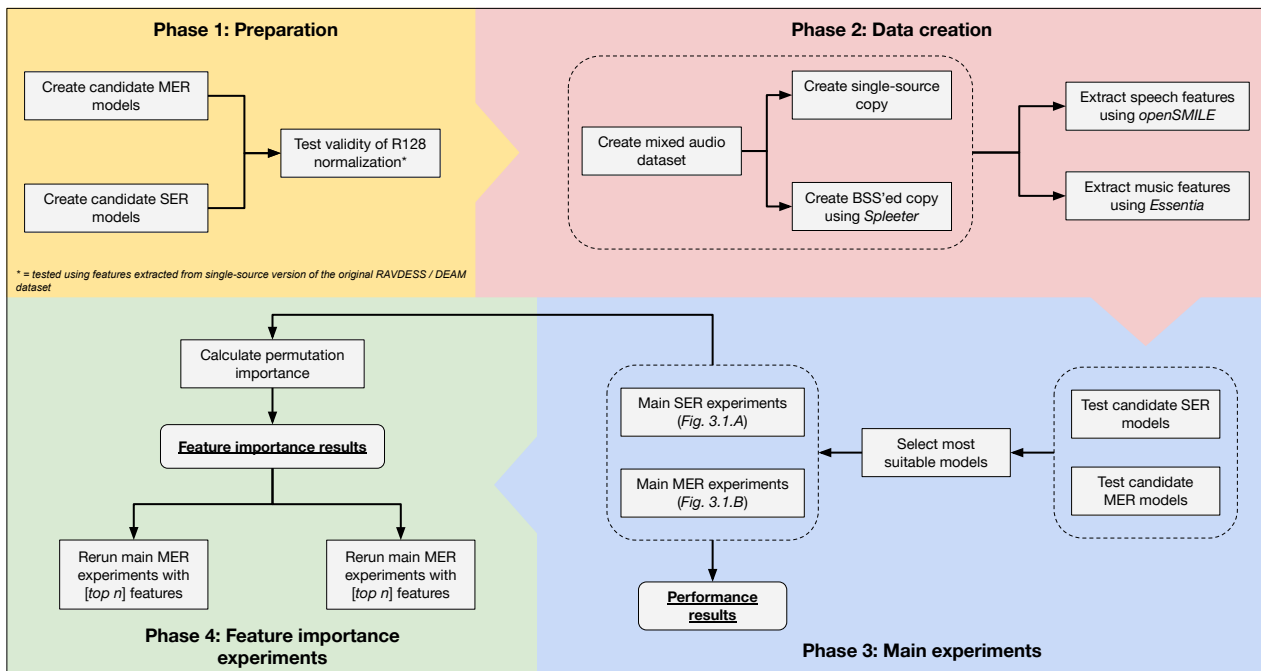 Phase 1: Preparation
Create candidate MER
models
Test validity of R128
normalization*
Create candidate SER
models
* = tested using features extracted from single-source version of the original RAVDESS / DEAM
dataset
Phase 2: Data creation
Create mixed audio
dataset
Create single-source
copy
Create BSS'ed copy
using Spleeter
Extract speech features
using openSMILE
Extract music features
using Essentia
Test candidate SER
models
Test candidate
MER models
Select most
suitable models
Main SER experiments
(Fig. 3.1.A)
Main MER experiments
(Fig. 3.1.B)
Performance
results
Phase 3: Main experiments
Calculate permutation
importance
Feature importance results
Rerun main MER
experiments with
[top n] features
Rerun main MER
experiments with
[top n] features
Phase 4: Feature importance
experiments